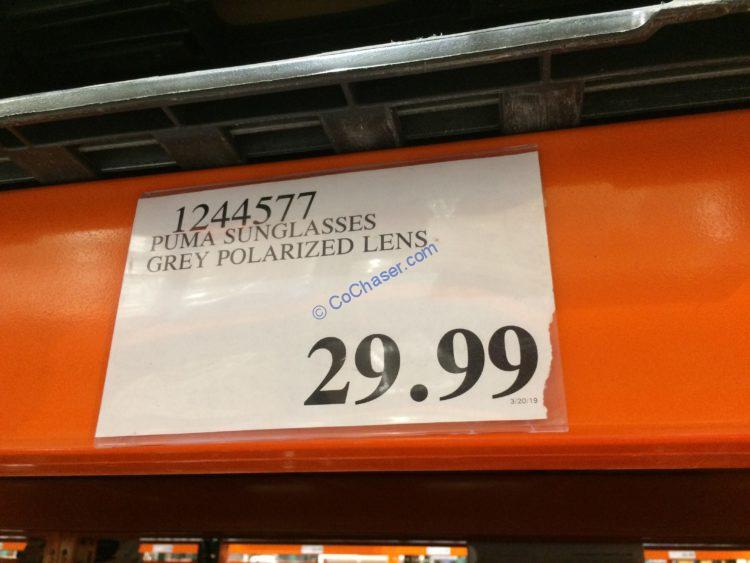 1244577
PUMA SUNGLASSES
GREY POLARIZED LENS
© CoChaser.com
29.99
3/20/19